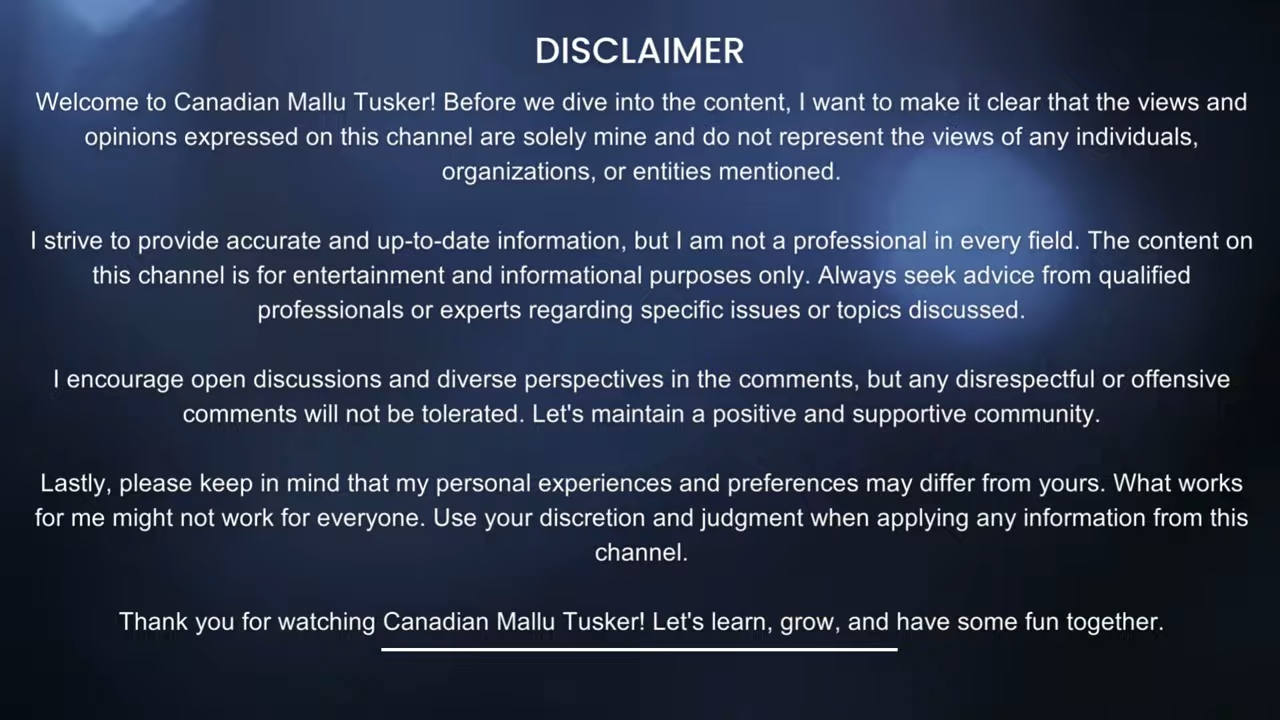 DISCLAIMER
Welcome to Canadian Mallu Tusker! Before we dive into the content, I want to make it clear that the views and
opinions expressed on this channel are solely mine and do not represent the views of any individuals,
organizations, or entities mentioned.
I strive to provide accurate and up-to-date information, but I am not a professional in every field. The content on
this channel is for entertainment and informational purposes only. Always seek advice from qualified
professionals or experts regarding specific issues or topics discussed.
I encourage open discussions and diverse perspectives in the comments, but any disrespectful or offensive
comments will not be tolerated. Let's maintain a positive and supportive community.
Lastly, please keep in mind that my personal experiences and preferences may differ from yours. What works
for me might not work for everyone. Use your discretion and judgment when applying any information from this
channel.
Thank you for watching Canadian Mallu Tusker! Let's learn, grow, and have some fun together.